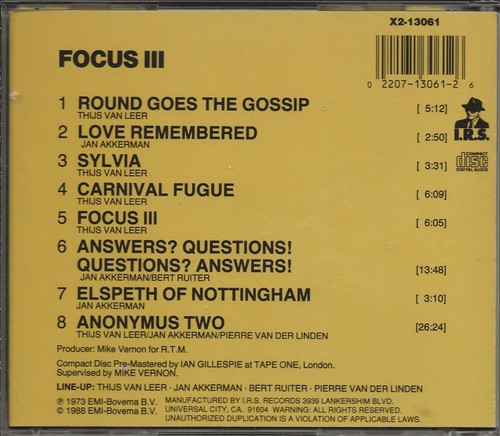 X2-13061
0 2207-13061-2 6
FOCUS III
1 ROUND GOES THE GOSSIP [ 5:12]
THIJS VAN LEER
I.R.S.
2 LOVE REMEMBERED [ 2:50]
JAN AKKERMAN
COMPACT
disc
DIGITAL AUDIO
3 SYLVIA [ 3:31]
THIJS VAN LEER
4 CARNIVAL FUGUE [ 6:09]
THIJS VAN LEER
5 FOCUS III [ 6:05]
THIJS VAN LEER
6 ANSWERS? QUESTIONS!
QUESTIONS? ANSWERS! [13:48]
JAN AKKERMAN/BERT RUITER
7 ELSPETH OF NOTTINGHAM [ 3:10]
JAN AKKERMAN
8 ANONYMUS TWO [26:24]
THIJS VAN LEER/JAN AKKERMAN/PIERRE VAN DER LINDEN
Producer: Mike Vernon for R.T.M.
Compact Disc Pre-Mastered by IAN GILLESPIE at TAPE ONE, London.
Supervised by MIKE VERNON.
LINE-UP: THIJS VAN LEER · JAN AKKERMAN · BERT RUITER · PIERRE VAN DER LINDEN
℗ 1973 EMI-Bovema B.V. MANUFACTURED BY I.R.S. RECORDS 3939 LANKERSHIM BLVD.
© 1988 EMI-Bovema B.V. UNIVERSAL CITY, CA. 91604 WARNING: ALL RIGHTS RESERVED.
UNAUTHORIZED DUPLICATION IS A VIOLATION OF APPLICABLE LAWS.